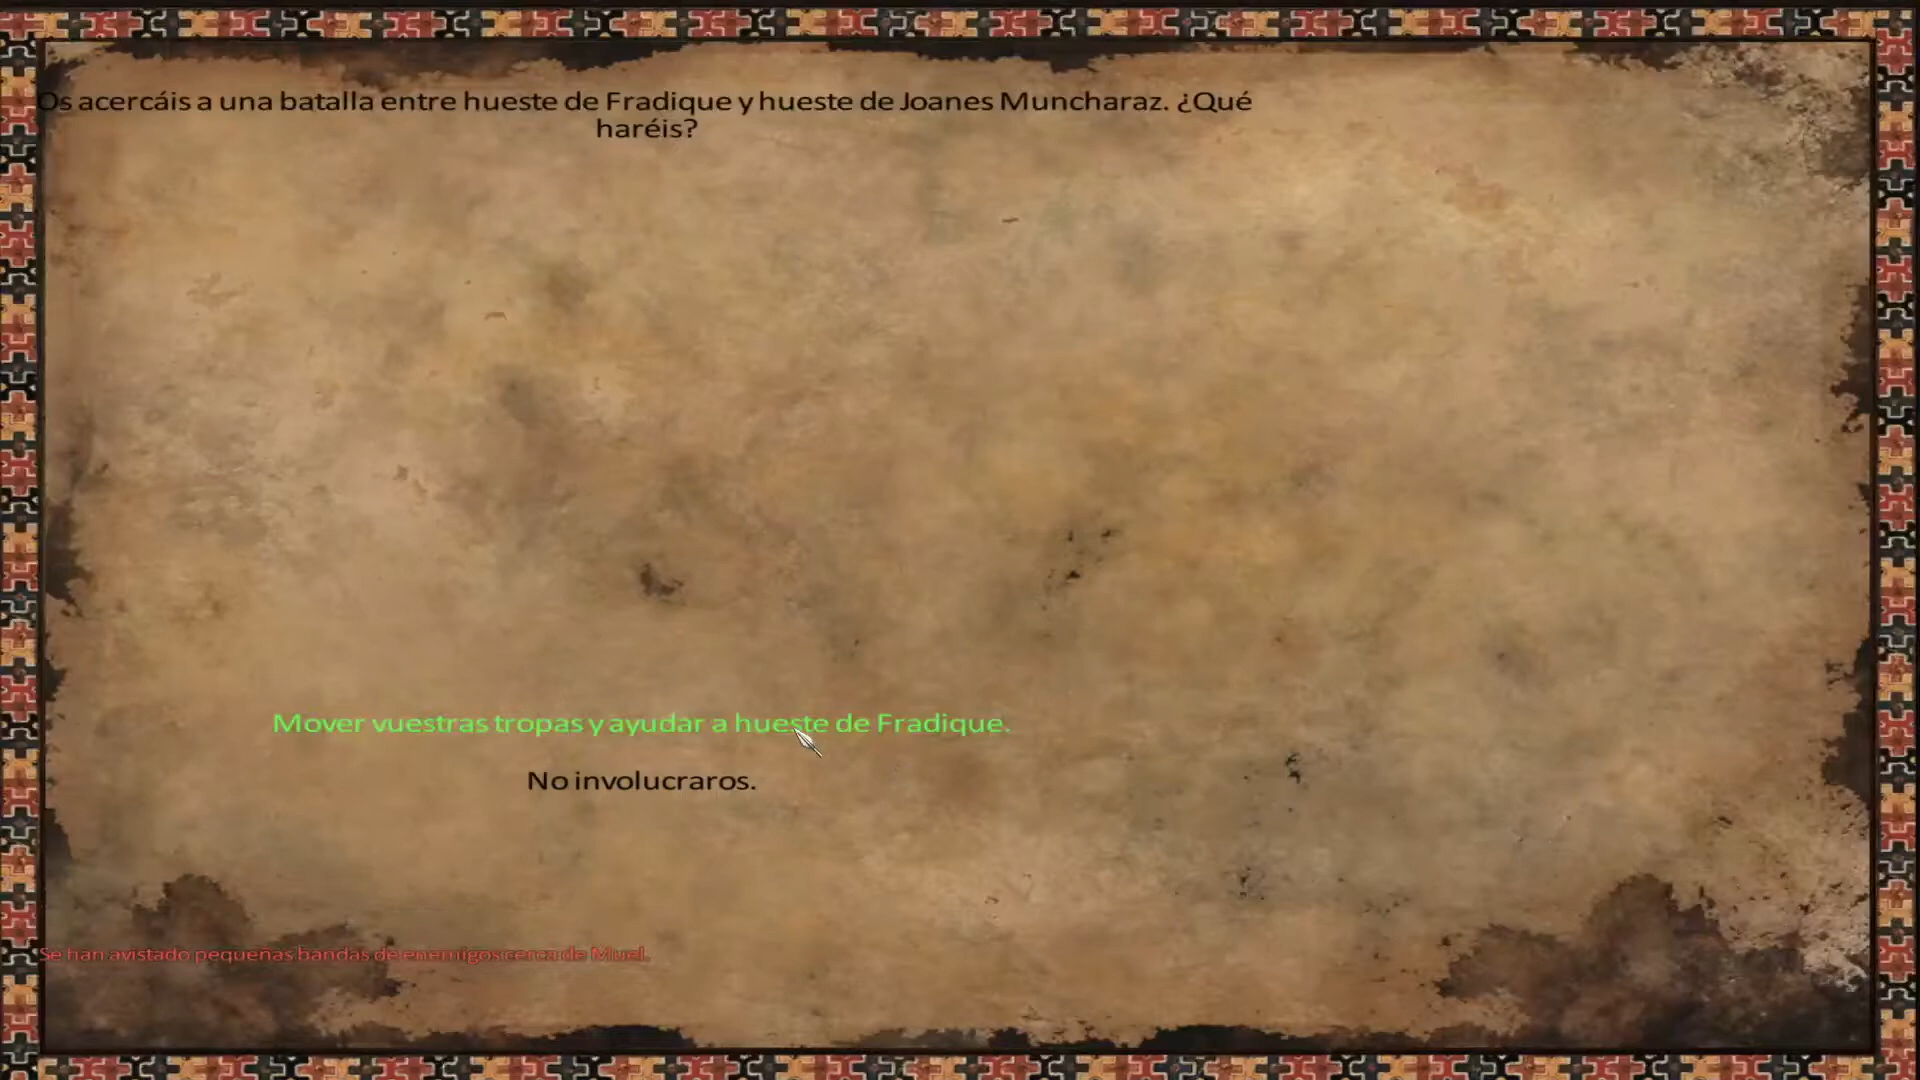 Os acercáis a una batalla entre hueste de Fradique y hueste de Joanes Muncharaz. ¿Qué
haréis?
Mover vuestras tropas y ayudar a hueste de Fradique.
No involucraros.
Se han avistado pequeñas bandas de enemigos cerca de Muel.